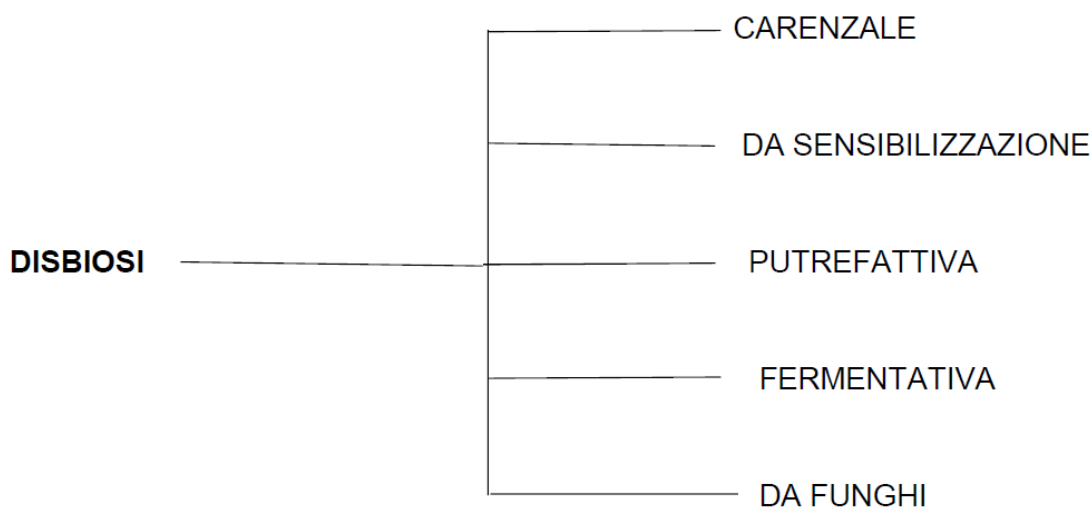 CARENZALE
DA SENSIBILIZZAZIONE
DISBIOSI
PUTREFATTIVA
FERMENTATIVA
DA FUNGHI